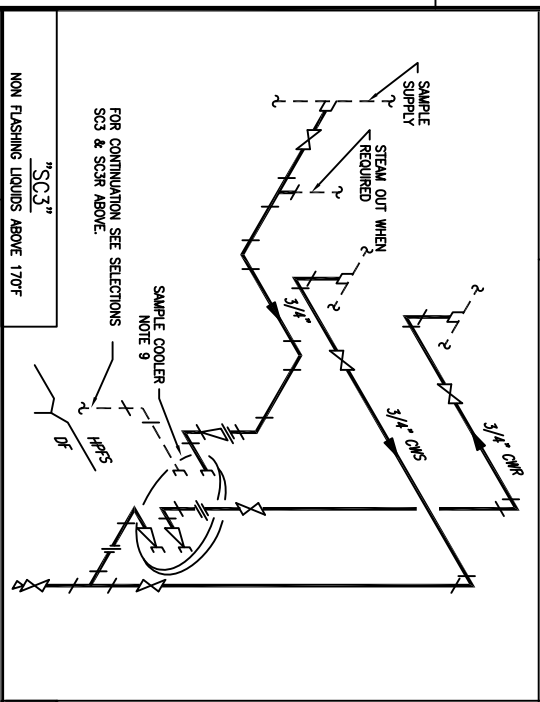 SAMPLE
SUPPLY
STEAM OUT WHEN
REQUIRED
3/4" CWR
3/4" CWS
3/4"
SAMPLE COOLER
NOTE 9
FOR CONTINUATION SEE SELECTIONS
SC3 & SC3R ABOVE.
HPFS
DF
"SC3"
NON FLASHING LIQUIDS ABOVE 170°F